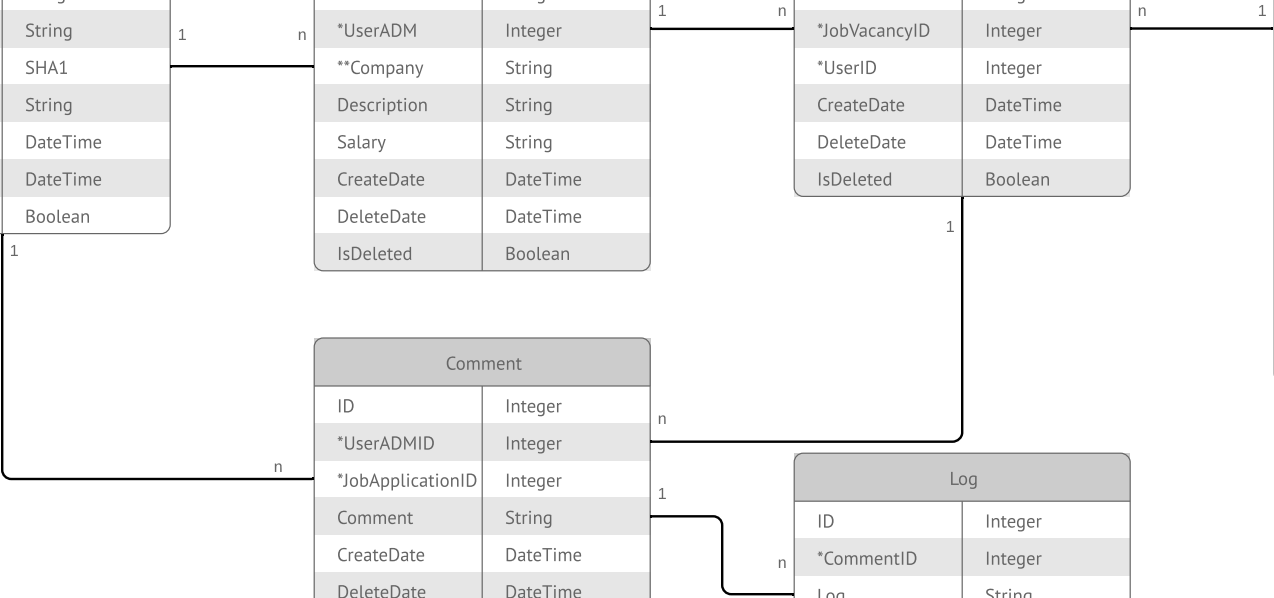 String
SHA1
String
DateTime
DateTime
Boolean
1
1 n
*UserADM Integer
**Company String
Description String
Salary String
CreateDate DateTime
DeleteDate DateTime
IsDeleted Boolean
1 n
*JobVacancyID Integer
*UserID Integer
CreateDate DateTime
DeleteDate DateTime
IsDeleted Boolean
n 1
1
n
n
Comment
ID Integer
*UserADMID Integer
*JobApplicationID Integer
Comment String
CreateDate DateTime
DeleteDate DateTime
1
n
Log
ID Integer
*CommentID Integer
Log String